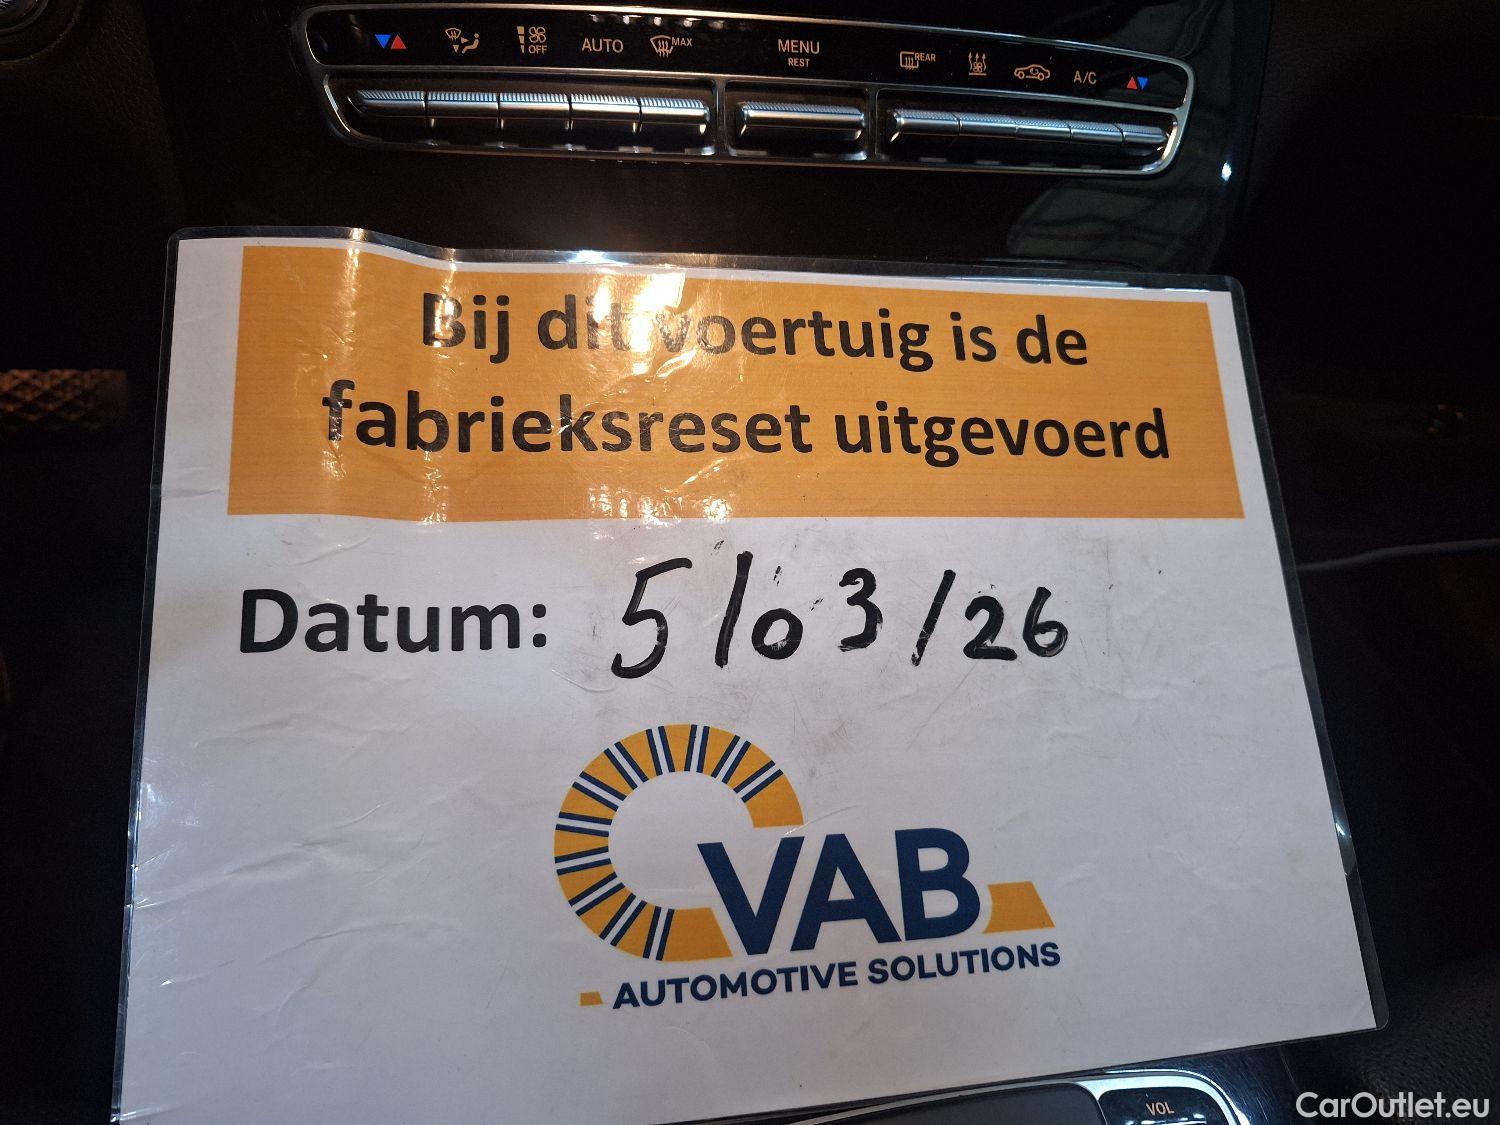 OFF
AUTO
MAX
MENU
REST
REAR
A/C
Bij dit voertuig is de
fabrieksreset uitgevoerd
Datum: 5/03/26
VAB
AUTOMOTIVE SOLUTIONS
VOL
CarOutlet.eu